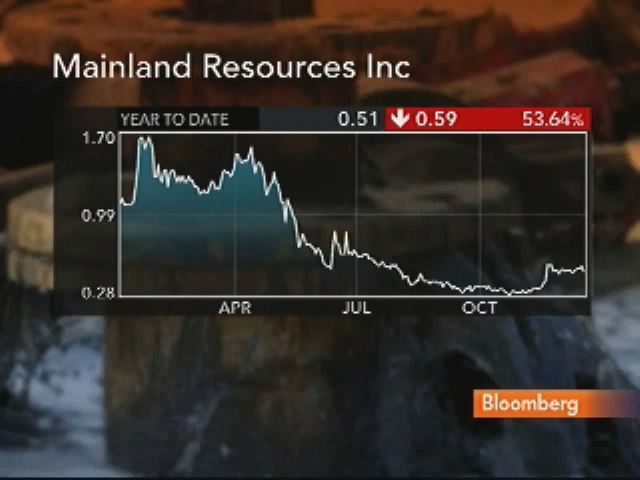 Mainland Resources Inc
YEAR TO DATE 0.51 0.59 53.64%
1.70
0.99
0.28
APR JUL OCT
Bloomberg